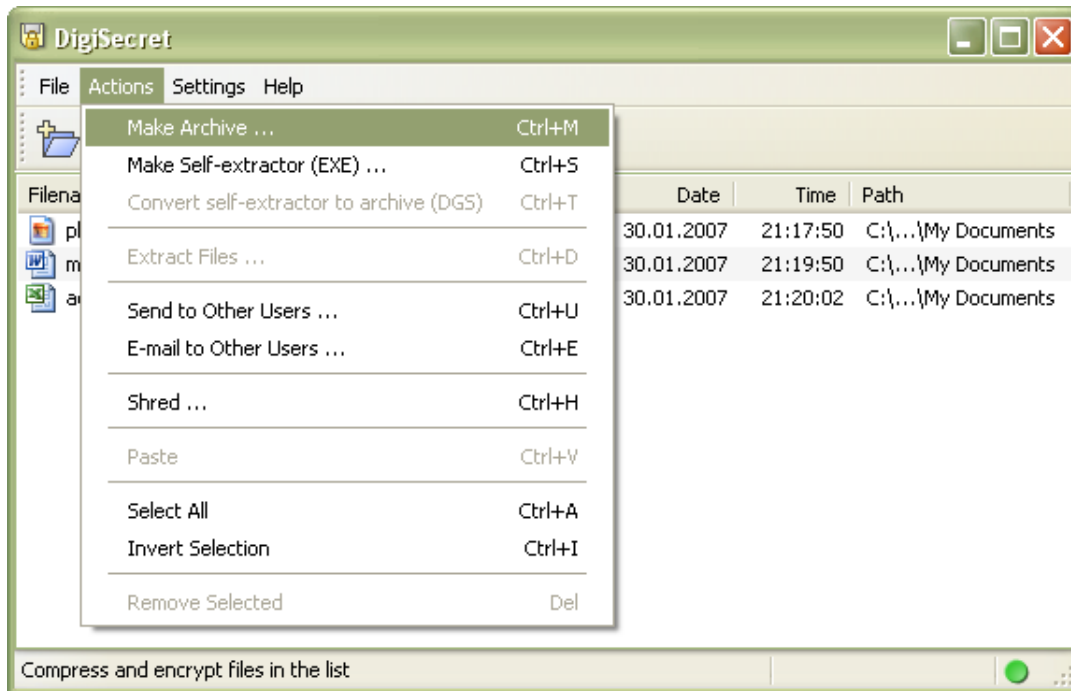 DigiSecret
File Actions Settings Help
Make Archive ... Ctrl+M
Make Self-extractor (EXE) ... Ctrl+S
Convert self-extractor to archive (DGS) Ctrl+T
Extract Files ... Ctrl+D
Send to Other Users ... Ctrl+U
E-mail to Other Users ... Ctrl+E
Shred ... Ctrl+H
Paste Ctrl+V
Select All Ctrl+A
Invert Selection Ctrl+I
Remove Selected Del
Date Time Path
30.01.2007 21:17:50 C:\...\My Documents
30.01.2007 21:19:50 C:\...\My Documents
30.01.2007 21:20:02 C:\...\My Documents
Compress and encrypt files in the list